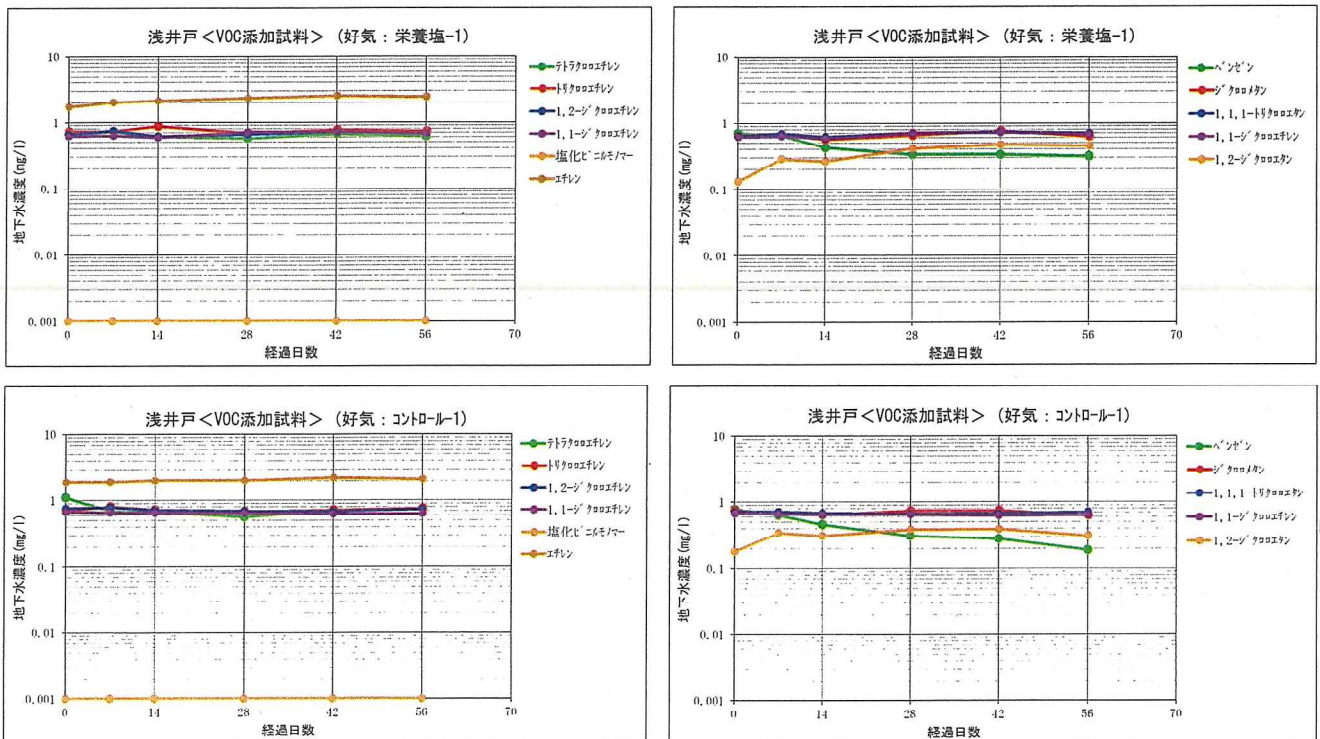 浅井戸<VOC添加試料> (好気：栄養塩-1)
地下水濃度 (mg/l)
10
1
0.1
0.01
0.001
0
14
28
42
56
70
経過日数
テトラクロロエチレン
トリクロロエチレン
1,2-ジクロロエチレン
1,1-ジクロロエチレン
塩化ビニルモノマー
エチレン
浅井戸<VOC添加試料> (好気：栄養塩-1)
地下水濃度 (mg/l)
10
1
0.1
0.01
0.001
0
14
28
42
56
70
経過日数
ベンゼン
ジクロロメタン
1,1,1-トリクロロエタン
1,1-ジクロロエチレン
1,2-ジクロロエタン
浅井戸<VOC添加試料> (好気：コントロール-1)
地下水濃度 (mg/l)
10
1
0.1
0.01
0.001
0
14
28
42
56
70
経過日数
テトラクロロエチレン
トリクロロエチレン
1,2-ジクロロエチレン
1,1-ジクロロエチレン
塩化ビニルモノマー
エチレン
浅井戸<VOC添加試料> (好気：コントロール-1)
地下水濃度 (mg/l)
10
1
0.1
0.01
0.001
0
14
28
42
56
70
経過日数
ベンゼン
ジクロロメタン
1,1,1-トリクロロエタン
1,1-ジクロロエチレン
1,2-ジクロロエタン